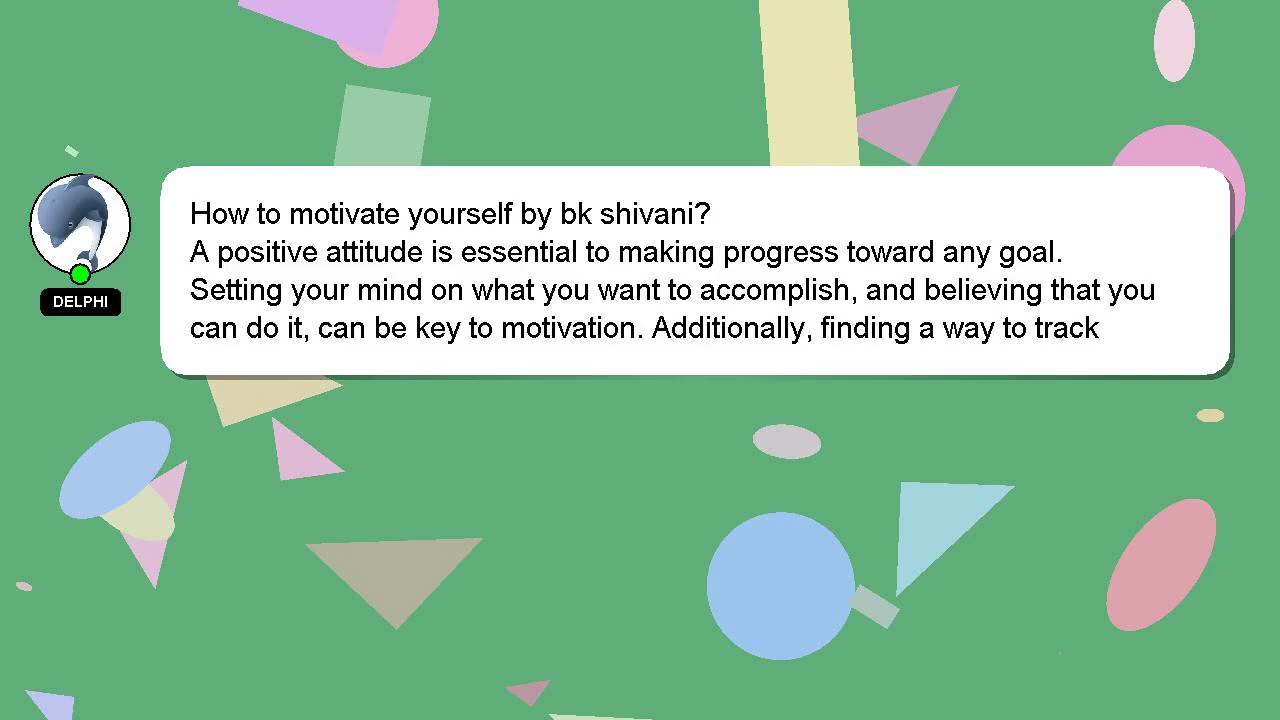 How to motivate yourself by bk shivani?
A positive attitude is essential to making progress toward any goal.
Setting your mind on what you want to accomplish, and believing that you
can do it, can be key to motivation. Additionally, finding a way to track
DELPHI